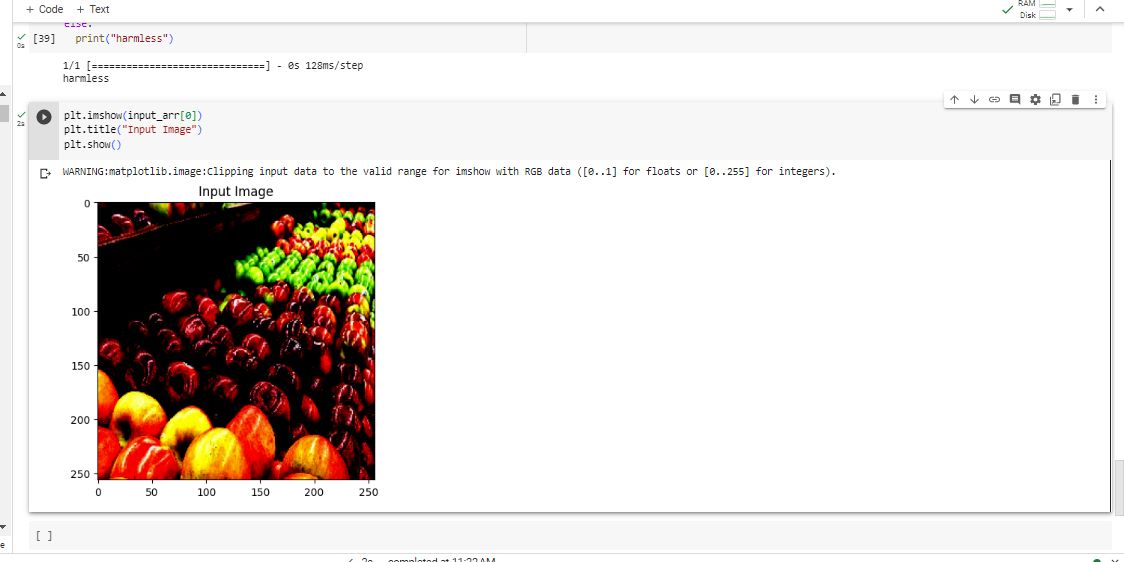 + Code + Text
RAM
Disk
else:
[39] print("harmless")
0s
1/1 [==============================] - 0s 128ms/step
harmless
2s
plt.imshow(input_arr[0])
plt.title("Input Image")
plt.show()
WARNING:matplotlib.image:Clipping input data to the valid range for imshow with RGB data ([0..1] for floats or [0..255] for integers).
Input Image
0
50
100
150
200
250
0 50 100 150 200 250
[ ]
e
2s completed at 11:22 AM